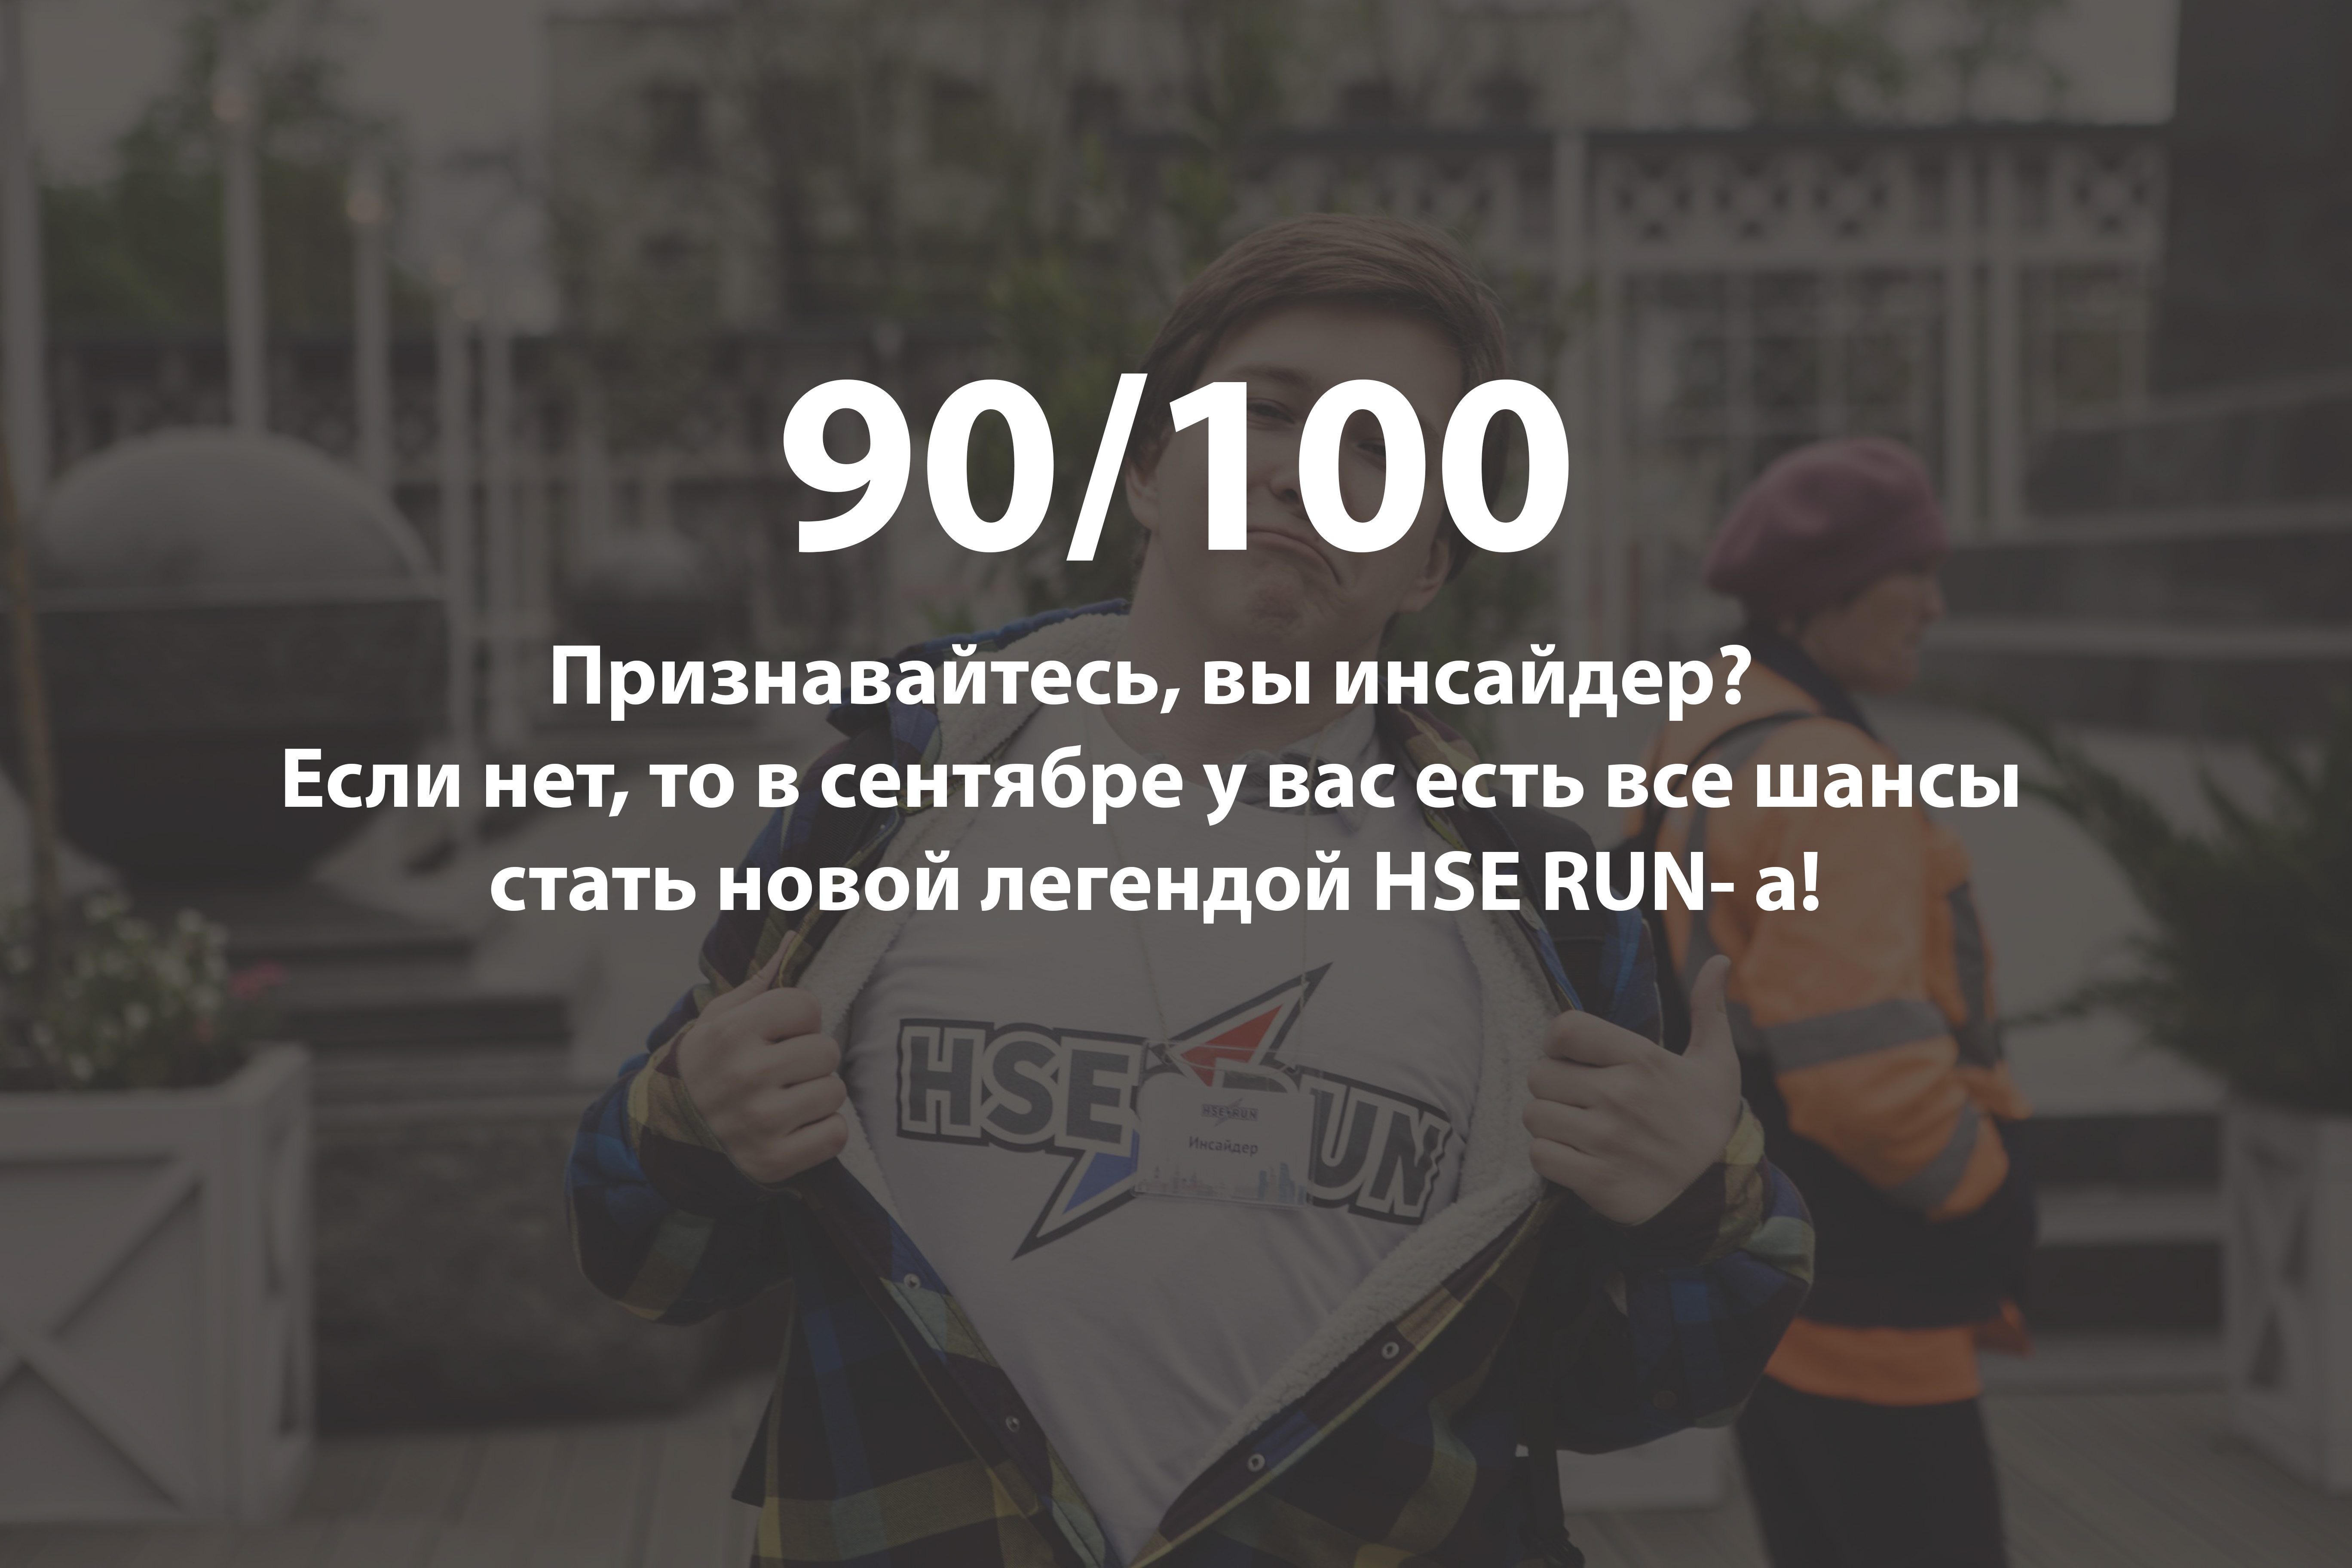 90/100
Признавайтесь, вы инсайдер?
Если нет, то в сентябре у вас есть все шансы
стать новой легендой HSE RUN- а!
HSE RUN
HSE RUN
Инсайдер